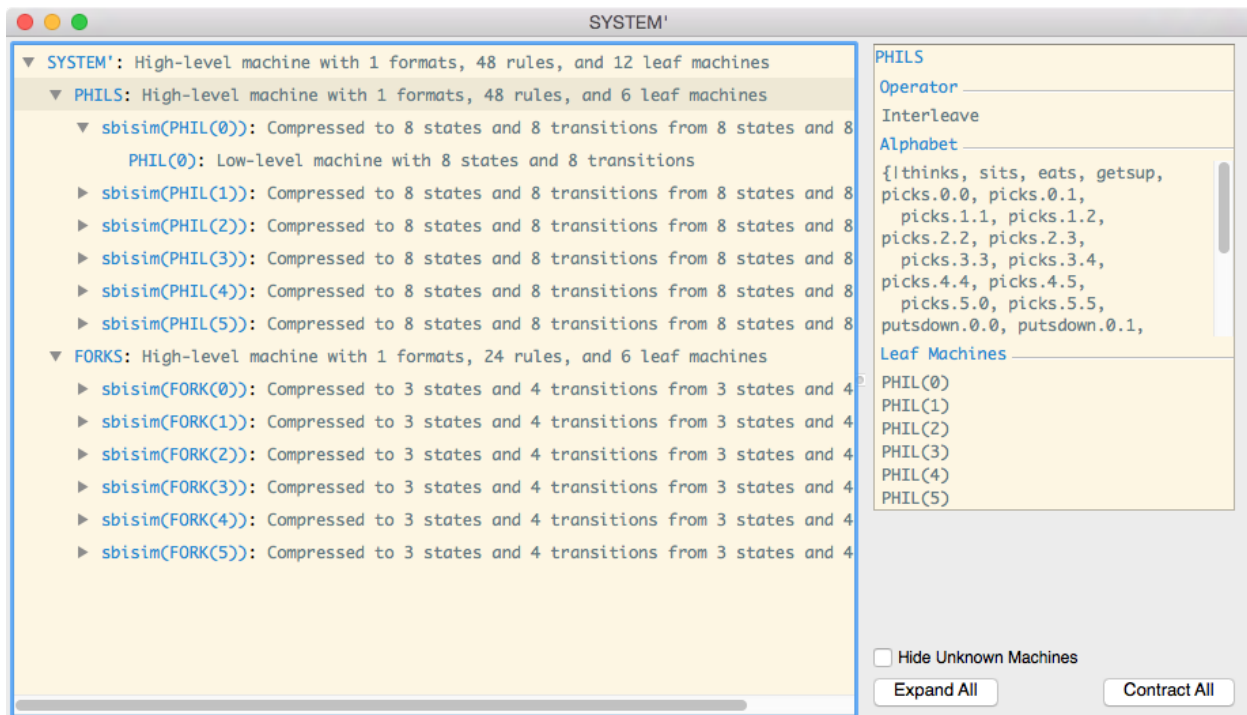 SYSTEM'
SYSTEM': High-level machine with 1 formats, 48 rules, and 12 leaf machines
PHILS: High-level machine with 1 formats, 48 rules, and 6 leaf machines
sbisim(PHIL(0)): Compressed to 8 states and 8 transitions from 8 states and 8
PHIL(0): Low-level machine with 8 states and 8 transitions
sbisim(PHIL(1)): Compressed to 8 states and 8 transitions from 8 states and 8
sbisim(PHIL(2)): Compressed to 8 states and 8 transitions from 8 states and 8
sbisim(PHIL(3)): Compressed to 8 states and 8 transitions from 8 states and 8
sbisim(PHIL(4)): Compressed to 8 states and 8 transitions from 8 states and 8
sbisim(PHIL(5)): Compressed to 8 states and 8 transitions from 8 states and 8
FORKS: High-level machine with 1 formats, 24 rules, and 6 leaf machines
sbisim(FORK(0)): Compressed to 3 states and 4 transitions from 3 states and 4
sbisim(FORK(1)): Compressed to 3 states and 4 transitions from 3 states and 4
sbisim(FORK(2)): Compressed to 3 states and 4 transitions from 3 states and 4
sbisim(FORK(3)): Compressed to 3 states and 4 transitions from 3 states and 4
sbisim(FORK(4)): Compressed to 3 states and 4 transitions from 3 states and 4
sbisim(FORK(5)): Compressed to 3 states and 4 transitions from 3 states and 4
PHILS
Operator
Interleave
Alphabet
{|thinks, sits, eats, getsup,
picks.0.0, picks.0.1,
picks.1.1, picks.1.2,
picks.2.2, picks.2.3,
picks.3.3, picks.3.4,
picks.4.4, picks.4.5,
picks.5.0, picks.5.5,
putsdown.0.0, putsdown.0.1,
Leaf Machines
PHIL(0)
PHIL(1)
PHIL(2)
PHIL(3)
PHIL(4)
PHIL(5)
Hide Unknown Machines
Expand All
Contract All